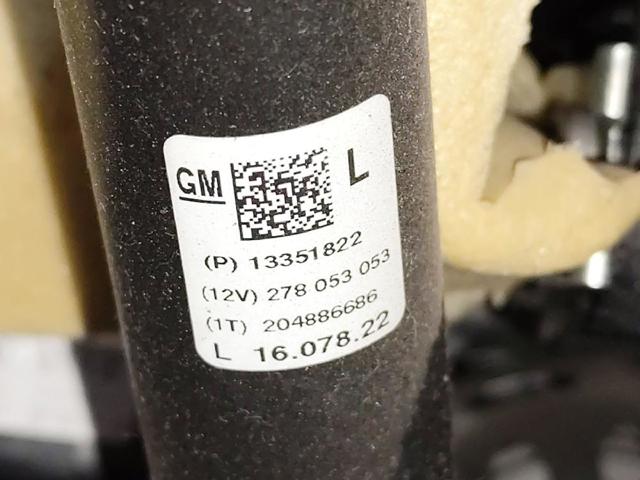 GM L
(P) 13351822
(12V) 278 053 053
(1T) 204886686
L 16.078.22